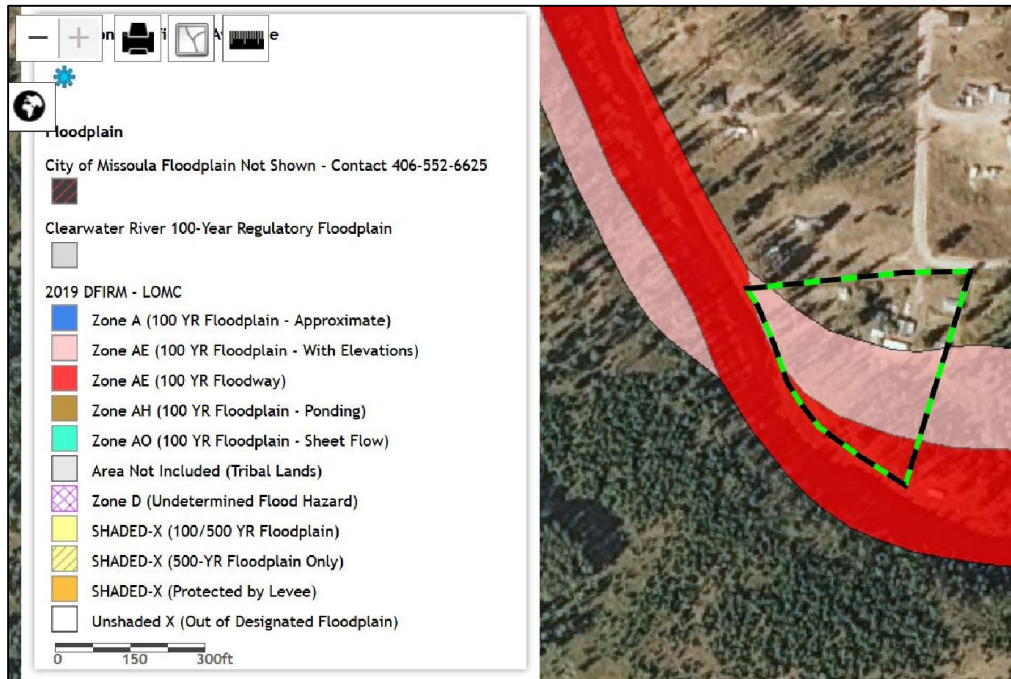 Floodplain
City of Missoula Floodplain Not Shown - Contact 406-552-6625
Clearwater River 100-Year Regulatory Floodplain
2019 DFIRM - LOMC
Zone A (100 YR Floodplain - Approximate)
Zone AE (100 YR Floodplain - With Elevations)
Zone AE (100 YR Floodway)
Zone AH (100 YR Floodplain - Ponding)
Zone AO (100 YR Floodplain - Sheet Flow)
Area Not Included (Tribal Lands)
Zone D (Undetermined Flood Hazard)
SHADED-X (100/500 YR Floodplain)
SHADED-X (500-YR Floodplain Only)
SHADED-X (Protected by Levee)
Unshaded X (Out of Designated Floodplain)
0 150 300ft